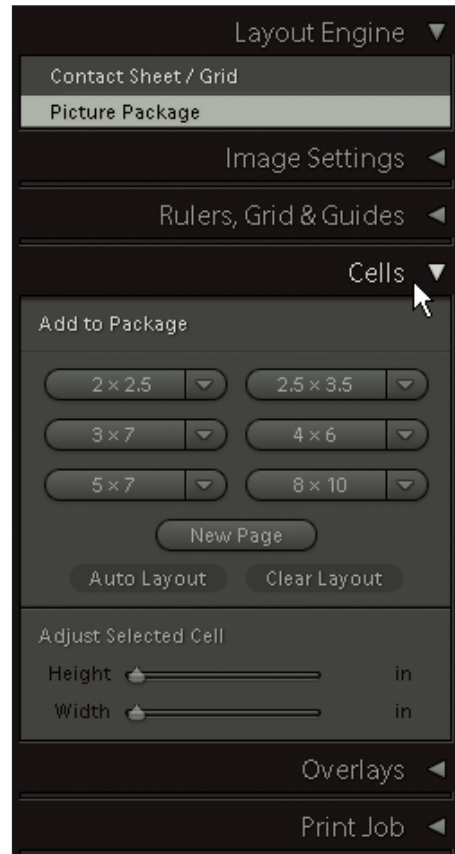 Layout Engine
Contact Sheet / Grid
Picture Package
Image Settings
Rulers, Grid & Guides
Cells
Add to Package
2 × 2.5 2.5 × 3.5
3 × 7 4 × 6
5 × 7 8 × 10
New Page
Auto Layout Clear Layout
Adjust Selected Cell
Height in
Width in
Overlays
Print Job